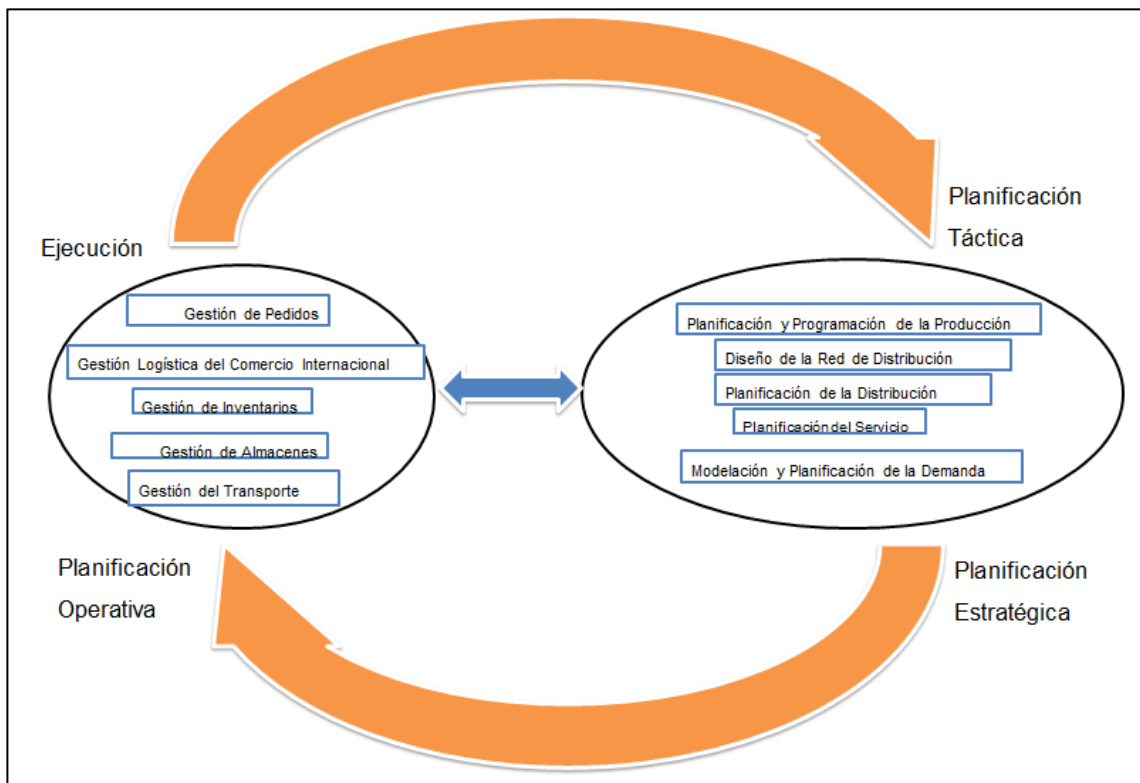 Ejecución
Gestión de Pedidos
Gestión Logística del Comercio Internacional
Gestión de Inventarios
Gestión de Almacenes
Gestión del Transporte
Planificación
Operativa
Planificación
Táctica
Planificación y Programación de la Producción
Diseño de la Red de Distribución
Planificación de la Distribución
Planificación del Servicio
Modelación y Planificación de la Demanda
Planificación
Estratégica